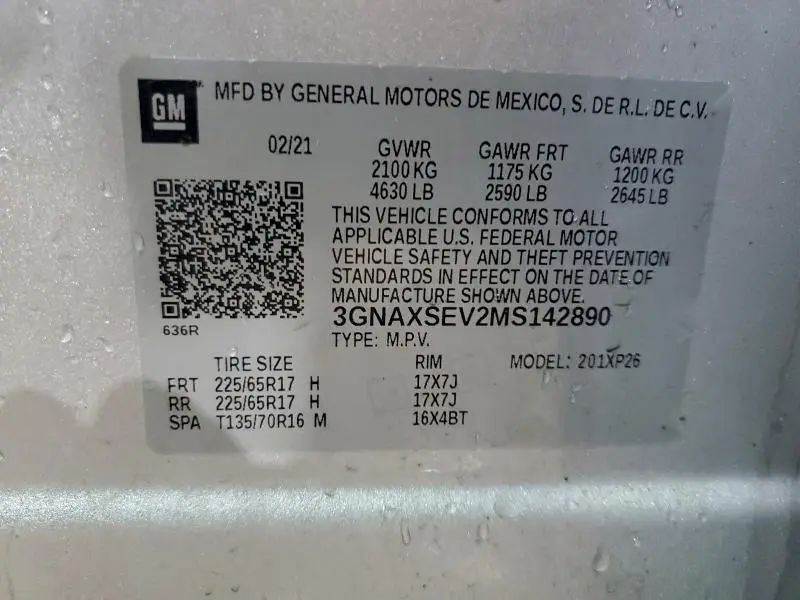 GM MFD BY GENERAL MOTORS DE MEXICO, S. DE R.L. DE C.V.
02/21 GVWR GAWR FRT GAWR RR
2100 KG 1175 KG 1200 KG
4630 LB 2590 LB 2645 LB
THIS VEHICLE CONFORMS TO ALL
APPLICABLE U.S. FEDERAL MOTOR
VEHICLE SAFETY AND THEFT PREVENTION
STANDARDS IN EFFECT ON THE DATE OF
MANUFACTURE SHOWN ABOVE.
3GNAXSEV2MS142890
636R
TYPE: M.P.V.
TIRE SIZE RIM MODEL: 201XP26
FRT 225/65R17 H 17X7J
RR 225/65R17 H 17X7J
SPA T135/70R16 M 16X4BT